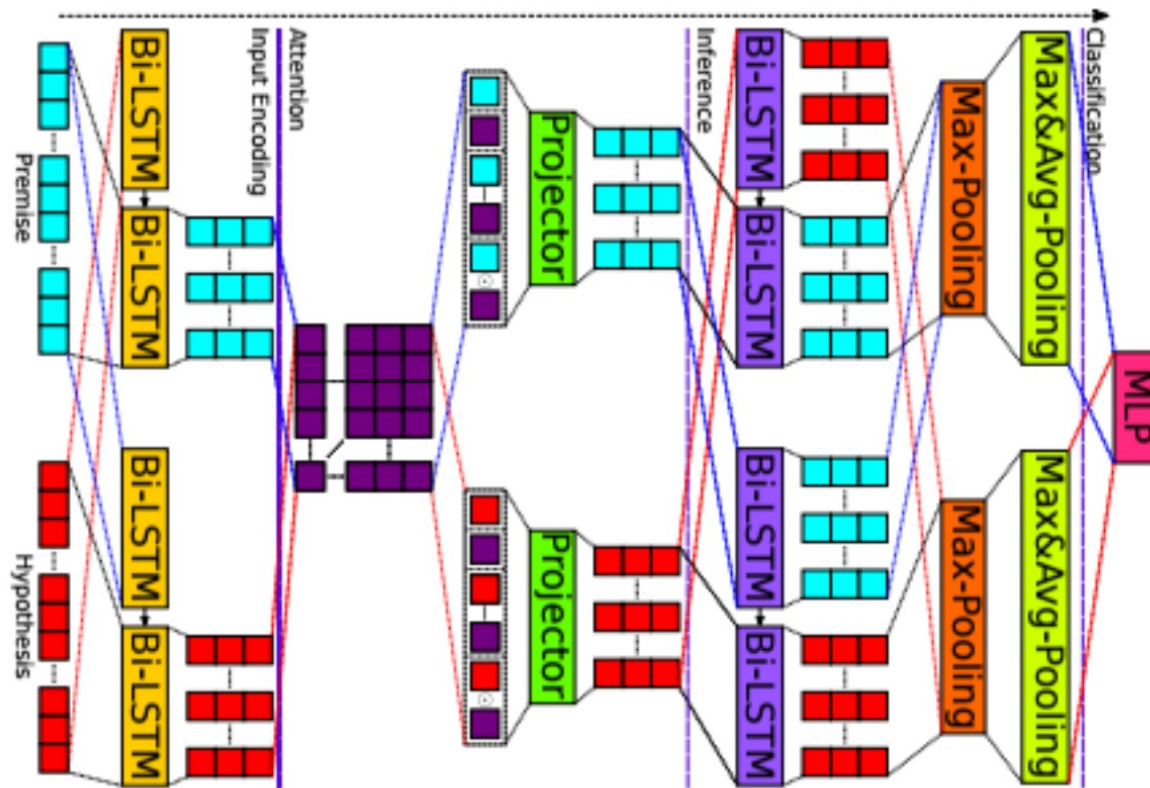 Premise
Hypothesis
Bi-LSTM
Bi-LSTM
Bi-LSTM
Bi-LSTM
Input Encoding
Attention
Projector
Projector
Inference
Bi-LSTM
Bi-LSTM
Bi-LSTM
Bi-LSTM
Max-Pooling
Max-Pooling
Max&Avg-Pooling
Max&Avg-Pooling
Classification
MLP